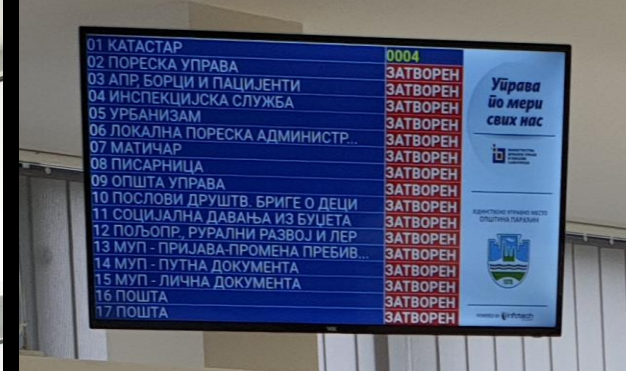 01 КАТАСТАР 0004
02 ПОРЕСКА УПРАВА ЗАТВОРЕН
03 АПР, БОРЦИ И ПАЦИЈЕНТИ ЗАТВОРЕН
04 ИНСПЕКЦИЈСКА СЛУЖБА ЗАТВОРЕН
05 УРБАНИЗАМ ЗАТВОРЕН
06 ЛОКАЛНА ПОРЕСКА АДМИНИСТР... ЗАТВОРЕН
07 МАТИЧАР ЗАТВОРЕН
08 ПИСАРНИЦА ЗАТВОРЕН
09 ОПШТА УПРАВА ЗАТВОРЕН
10 ПОСЛОВИ ДРУШТВ. БРИГЕ О ДЕЦИ ЗАТВОРЕН
11 СОЦИЈАЛНА ДАВАЊА ИЗ БУЏЕТА ЗАТВОРЕН
12 ПОЉОПР., РУРАЛНИ РАЗВОЈ И ЛЕР ЗАТВОРЕН
13 МУП - ПРИЈАВА-ПРОМЕНА ПРЕБИВ... ЗАТВОРЕН
14 МУП - ПУТНА ДОКУМЕНТА ЗАТВОРЕН
15 МУП - ЛИЧНА ДОКУМЕНТА ЗАТВОРЕН
16 ПОШТА ЗАТВОРЕН
17 ПОШТА ЗАТВОРЕН
Управа
по мери
свих нас
ЈЕДИНСТВЕНО УПРАВНО МЕСТО
ОПШТИНА ПАРАЋИН
POWERED BY infotech